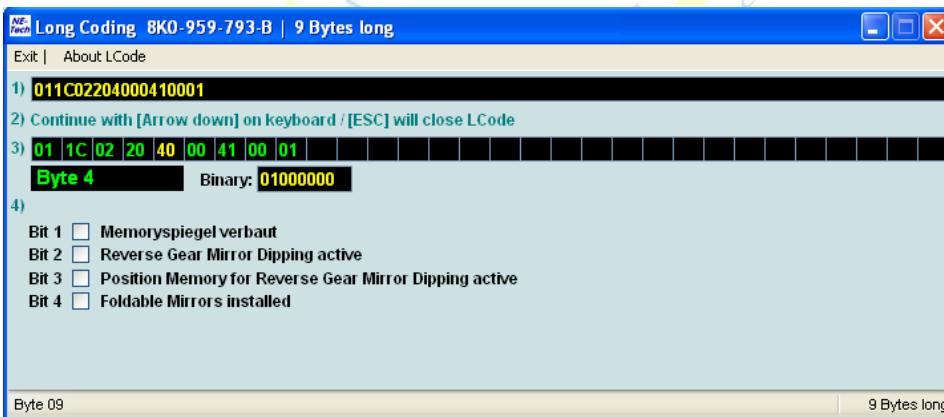 NE-Tech Long Coding 8K0-959-793-B | 9 Bytes long
Exit | About LCode
1) 011C02204000410001
2) Continue with [Arrow down] on keyboard / [ESC] will close LCode
3) 01 1C 02 20 40 00 41 00 01
Byte 4 Binary: 01000000
4)
Bit 1 Memoryspiegel verbaut
Bit 2 Reverse Gear Mirror Dipping active
Bit 3 Position Memory for Reverse Gear Mirror Dipping active
Bit 4 Foldable Mirrors installed
Byte 09 9 Bytes long